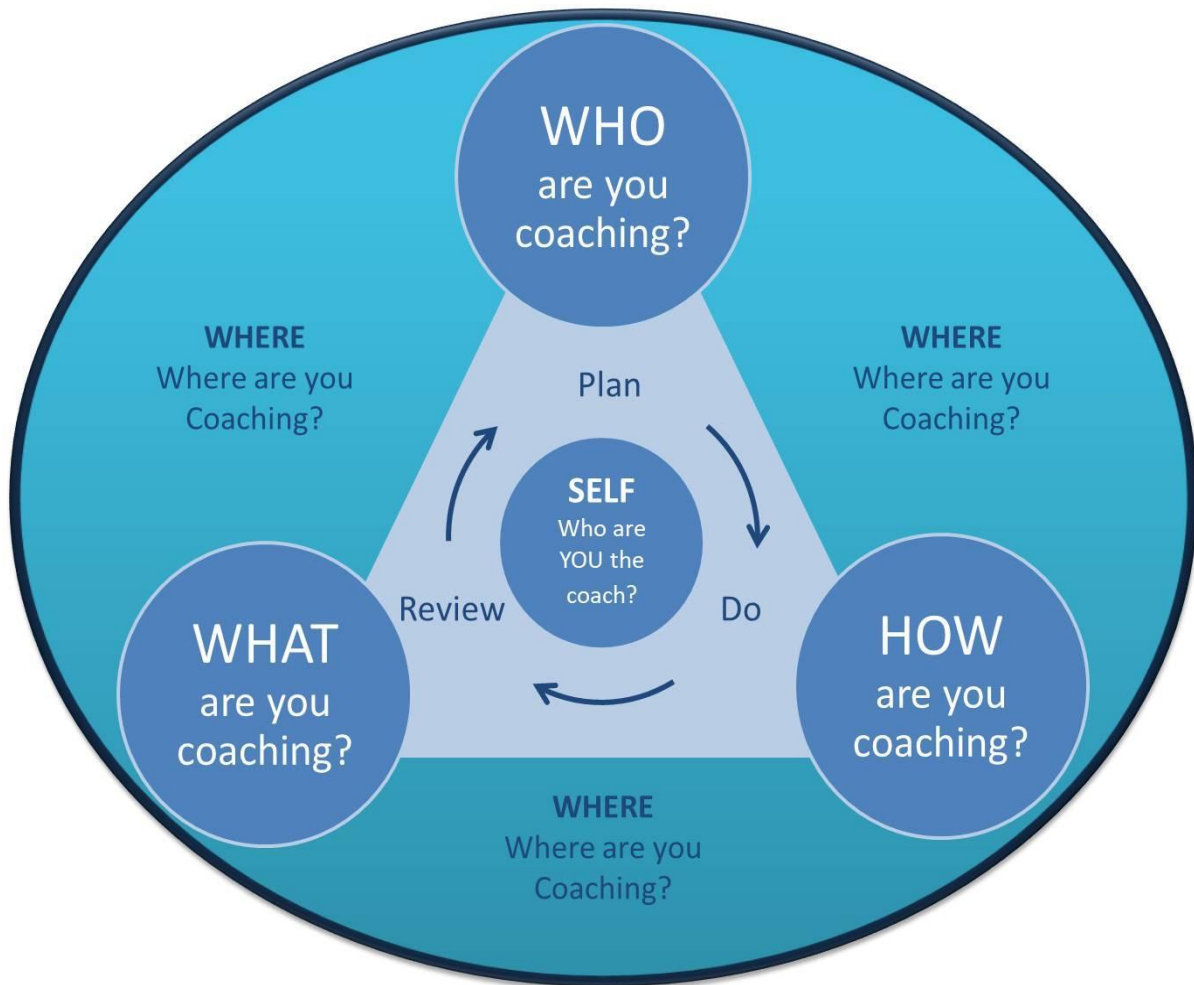 WHO
are you
coaching?
WHERE
Where are you
Coaching?
WHERE
Where are you
Coaching?
Plan
SELF
Who are
YOU the
coach?
Review
Do
WHAT
are you
coaching?
HOW
are you
coaching?
WHERE
Where are you
Coaching?